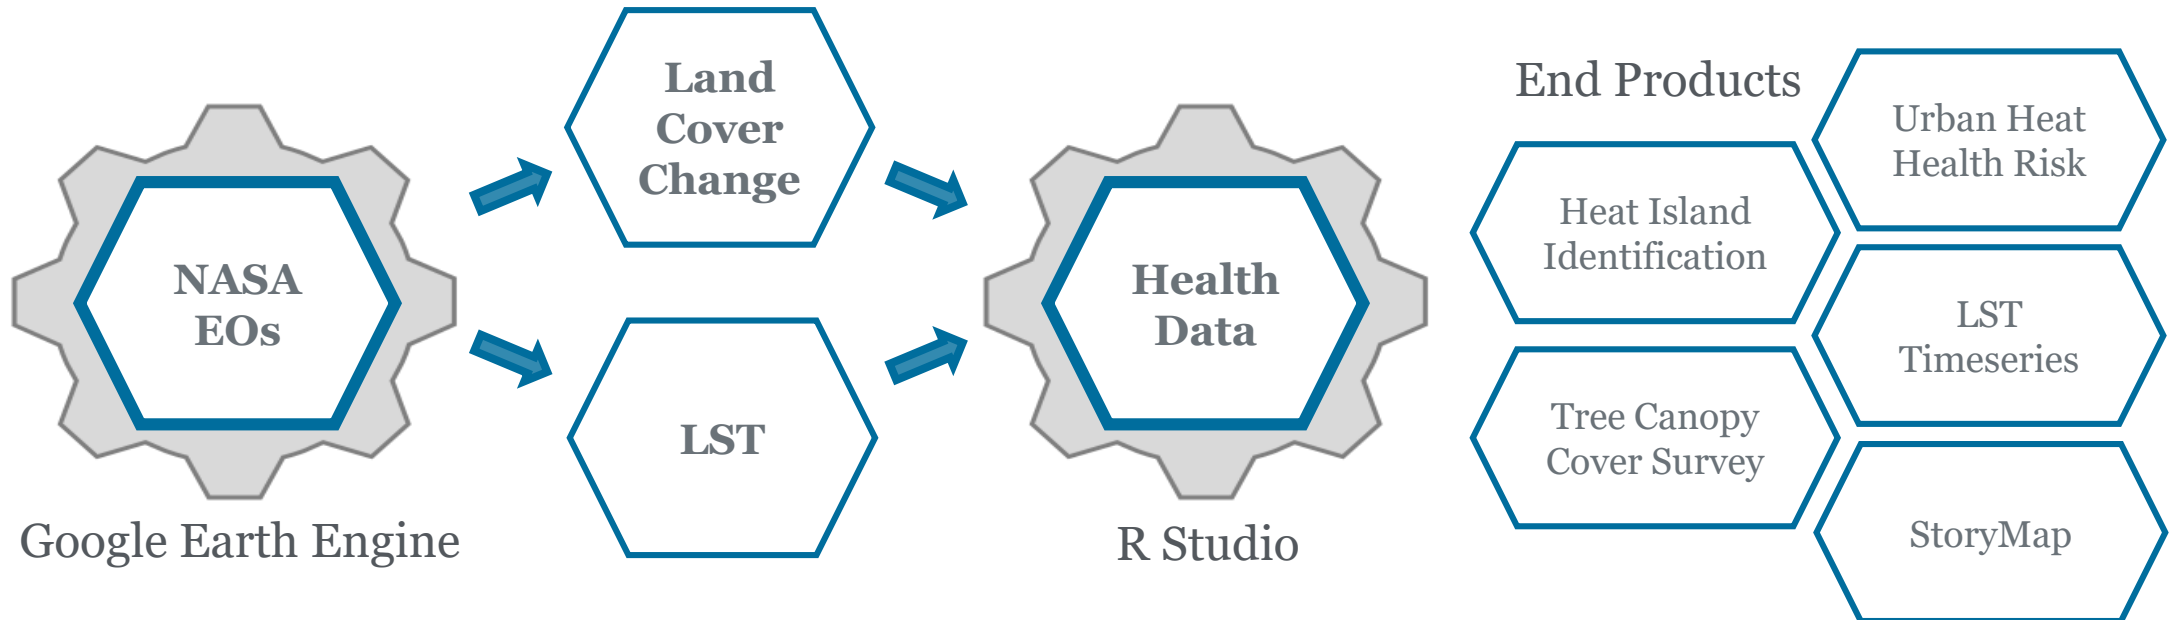 NASA
EOs
Google Earth Engine
Land
Cover
Change
LST
Health
Data
R Studio
End Products
Heat Island
Identification
Tree Canopy
Cover Survey
Urban Heat
Health Risk
LST
Timeseries
StoryMap